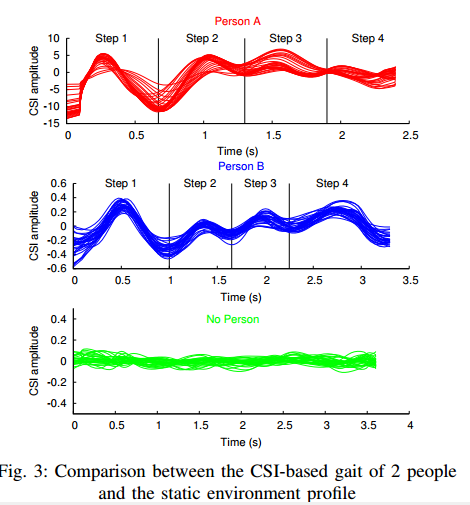 Person A
Step 1 Step 2 Step 3 Step 4
CSI amplitude
10
5
0
-5
-10
-15
0 0.5 1 1.5 2 2.5
Time (s)
Person B
Step 1 Step 2 Step 3 Step 4
CSI amplitude
0.6
0.4
0.2
0
-0.2
-0.4
-0.6
0 0.5 1 1.5 2 2.5 3 3.5
Time (s)
No Person
CSI amplitude
0.4
0.2
0
-0.2
-0.4
0 0.5 1 1.5 2 2.5 3 3.5 4
Time (s)
Fig. 3: Comparison between the CSI-based gait of 2 people
and the static environment profile